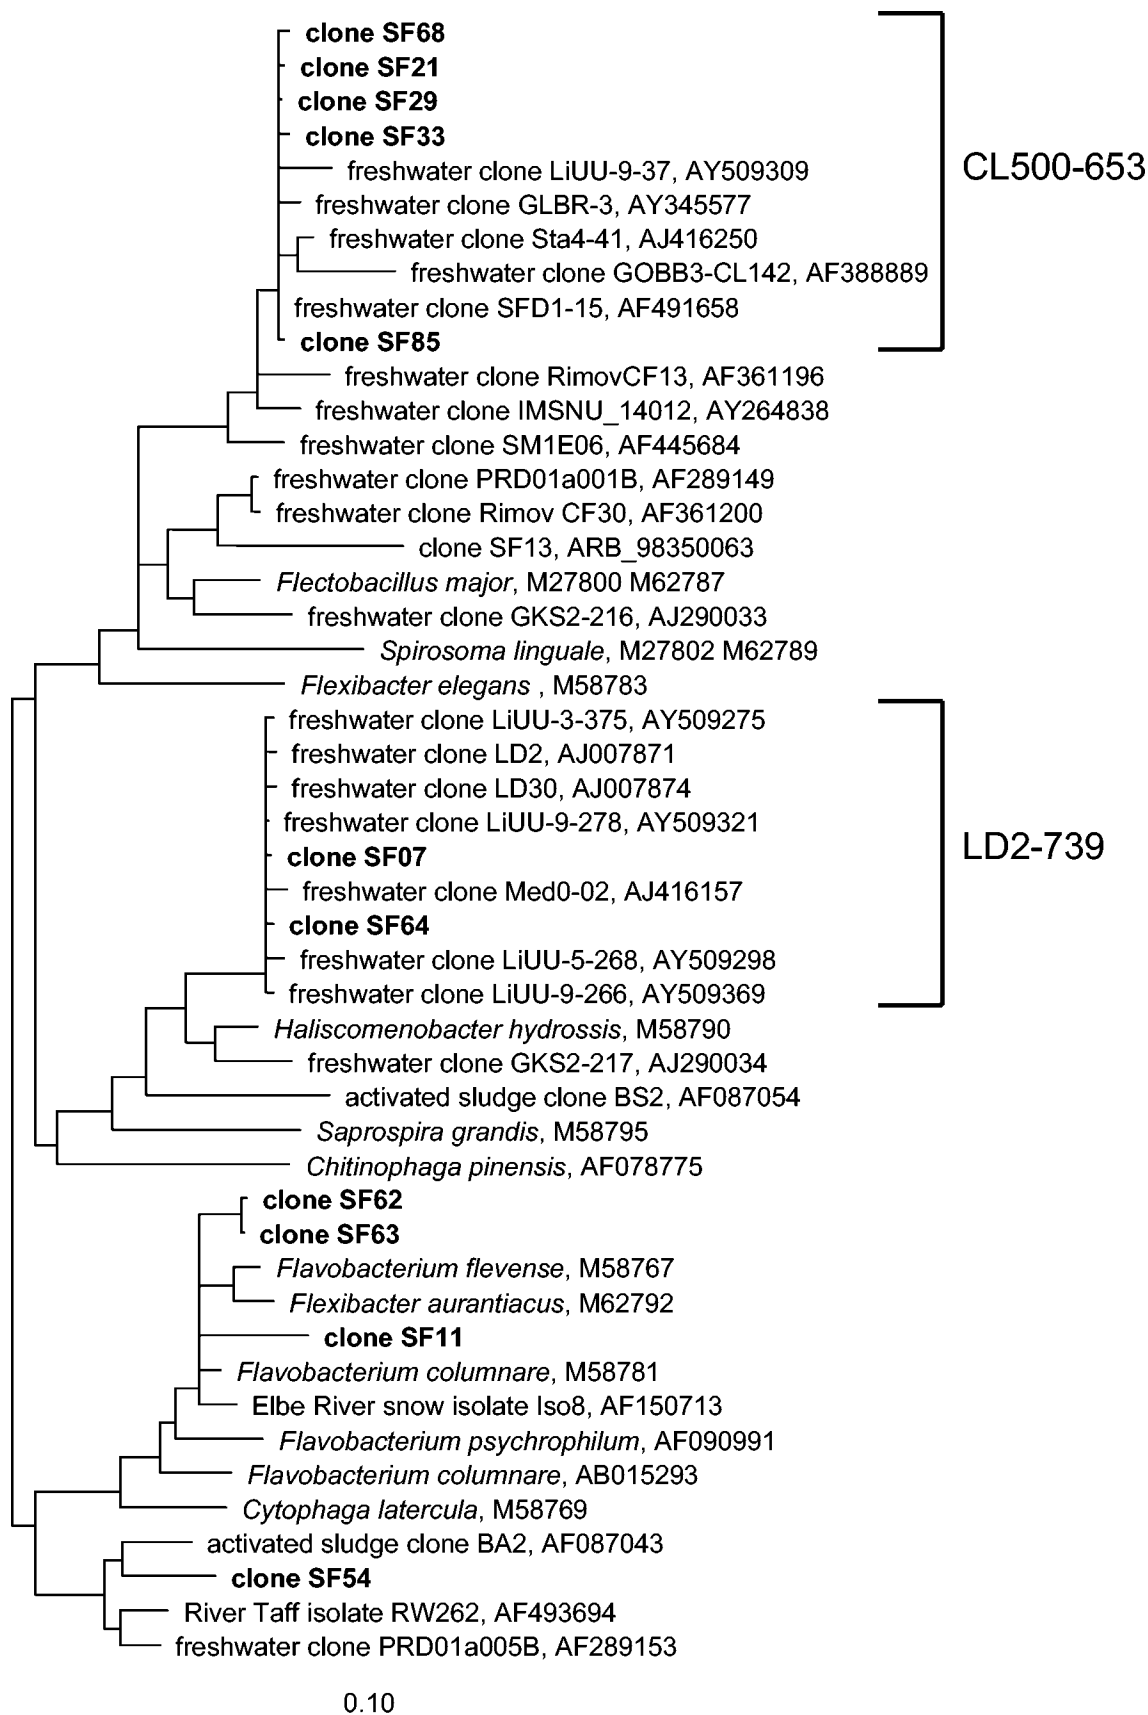 clone SF68
clone SF21
clone SF29
clone SF33
CL500-653
freshwater clone LiUU-9-37, AY509309
freshwater clone GLBR-3, AY345577
freshwater clone Sta4-41, AJ416250
freshwater clone GOBB3-CL142, AF388889
freshwater clone SFD1-15, AF491658
clone SF85
freshwater clone RimovCF13, AF361196
freshwater clone IMSNU_14012, AY264838
freshwater clone SM1E06, AF445684
freshwater clone PRD01a001B, AF289149
freshwater clone Rimov CF30, AF361200
clone SF13, ARB_98350063
Flectobacillus major, M27800 M62787
freshwater clone GKS2-216, AJ290033
Spirosoma linguale, M27802 M62789
Flexibacter elegans , M58783
freshwater clone LiUU-3-375, AY509275
freshwater clone LD2, AJ007871
freshwater clone LD30, AJ007874
freshwater clone LiUU-9-278, AY509321
LD2-739
clone SF07
freshwater clone Med0-02, AJ416157
clone SF64
freshwater clone LiUU-5-268, AY509298
freshwater clone LiUU-9-266, AY509369
Haliscomenobacter hydrossis, M58790
freshwater clone GKS2-217, AJ290034
activated sludge clone BS2, AF087054
Saprospira grandis, M58795
Chitinophaga pinensis, AF078775
clone SF62
clone SF63
Flavobacterium flevense, M58767
Flexibacter aurantiacus, M62792
clone SF11
Flavobacterium columnare, M58781
Elbe River snow isolate Iso8, AF150713
Flavobacterium psychrophilum, AF090991
Flavobacterium columnare, AB015293
Cytophaga latercula, M58769
activated sludge clone BA2, AF087043
clone SF54
River Taff isolate RW262, AF493694
freshwater clone PRD01a005B, AF289153
0.10